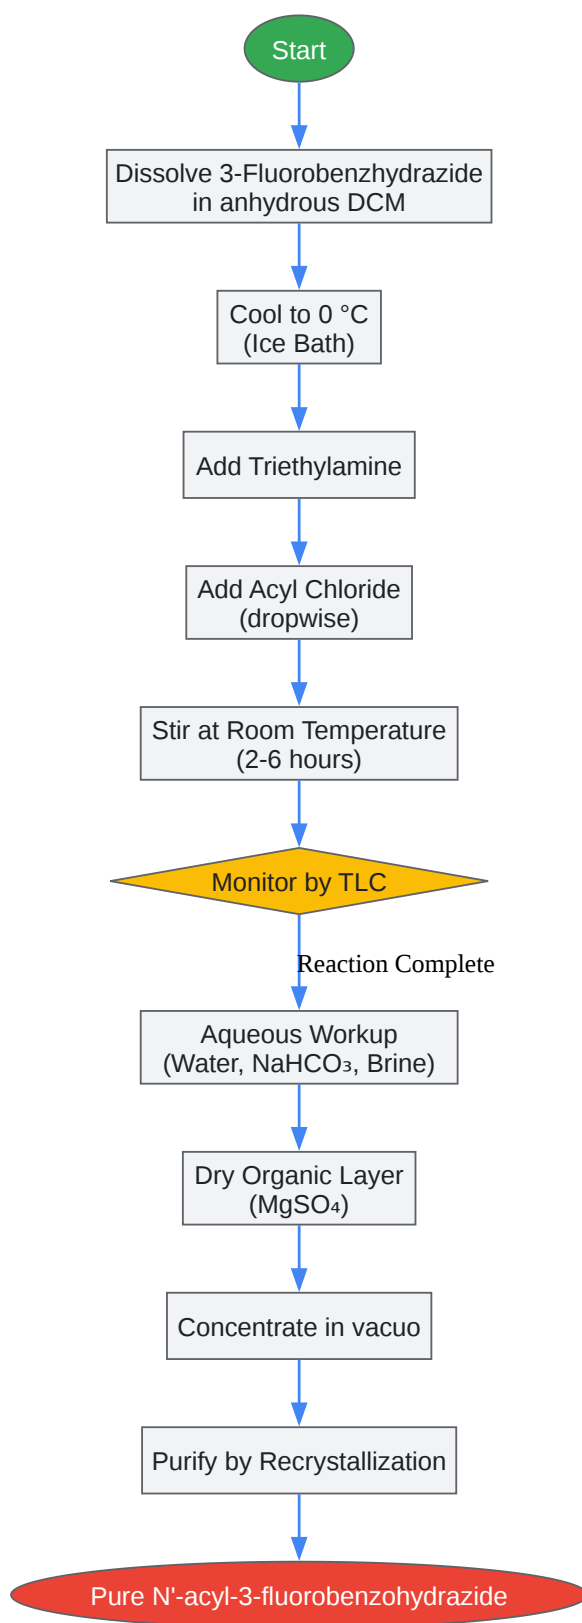 Start
Dissolve 3-Fluorobenzhydrazide
in anhydrous DCM
Cool to 0 °C
(Ice Bath)
Add Triethylamine
Add Acyl Chloride
(dropwise)
Stir at Room Temperature
(2-6 hours)
Monitor by TLC
Reaction Complete
Aqueous Workup
(Water, NaHCO₃, Brine)
Dry Organic Layer
(MgSO₄)
Concentrate in vacuo
Purify by Recrystallization
Pure N'-acyl-3-fluorobenzohydrazide